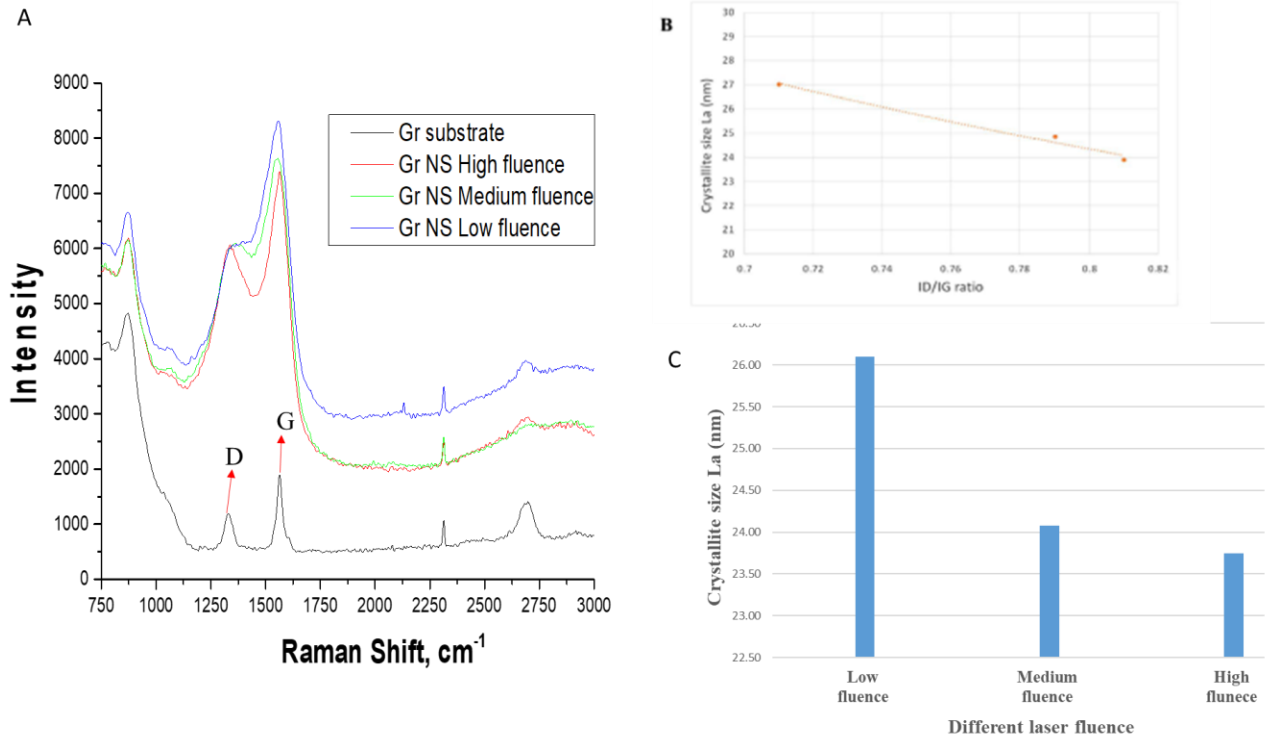 A
9000
8000
7000
6000
5000
4000
3000
2000
1000
0
Intensity
Gr substrate
Gr NS High fluence
Gr NS Medium fluence
Gr NS Low fluence
D
G
750 1000 1250 1500 1750 2000 2250 2500 2750 3000
Raman Shift, cm-1
B
30
29
28
27
26
25
24
23
22
21
20
Crystallite size La (nm)
0.7 0.72 0.74 0.76 0.78 0.8 0.82
ID/IG ratio
C
26.50
26.00
25.50
25.00
24.50
24.00
23.50
23.00
22.50
Crystallite size La (nm)
Low Medium High
fluence fluence flunece
Different laser fluence